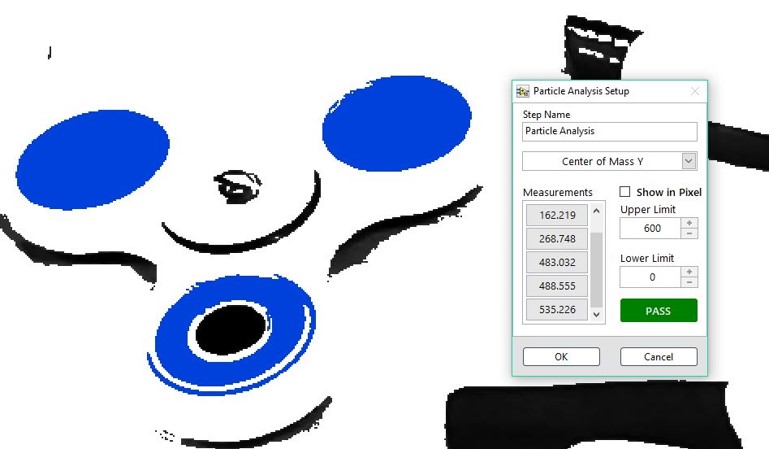 Particle Analysis Setup
Step Name
Particle Analysis
Center of Mass Y
Measurements
Show in Pixel
162.219
268.748
483.032
488.555
535.226
Upper Limit
600
Lower Limit
0
PASS
OK
Cancel